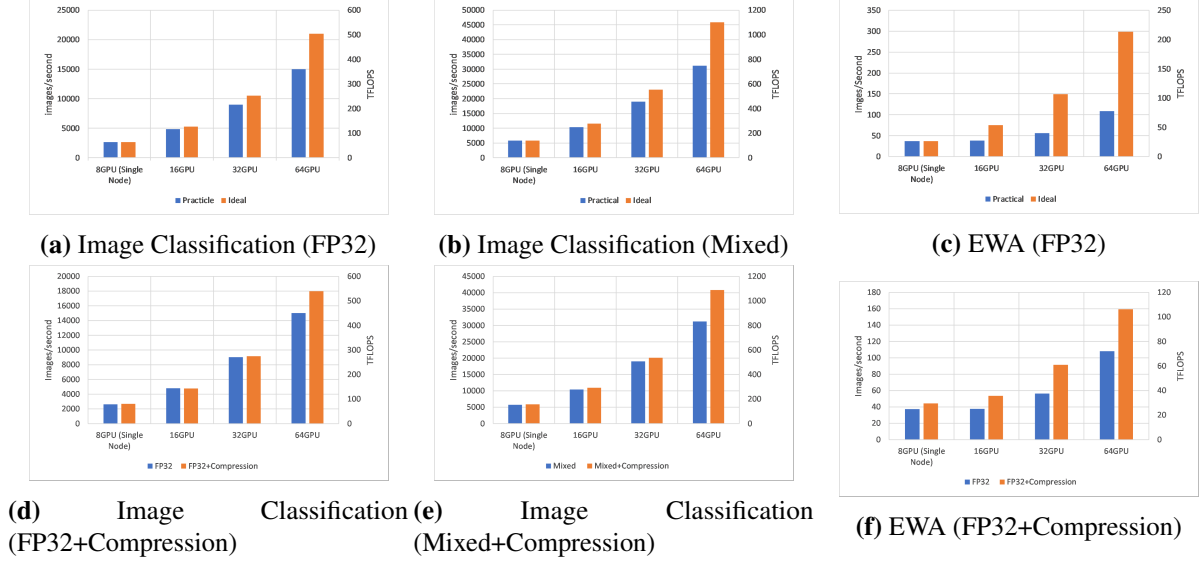 25000
20000
15000
10000
5000
0
images/second
600
500
400
300
200
100
0
TFLOPS
8GPU (Single
Node)
16GPU
32GPU
64GPU
Practicle Ideal
(a) Image Classification (FP32)
50000
45000
40000
35000
30000
25000
20000
15000
10000
5000
0
Images/second
1200
1000
800
600
400
200
0
TFLOPS
8GPU (Single
Node)
16GPU
32GPU
64GPU
Practical Ideal
(b) Image Classification (Mixed)
350
300
250
200
150
100
50
0
Imges/Second
250
200
150
100
50
0
TFLOPS
8GPU (Single
Node)
16GPU
32GPU
64GPU
Practical Ideal
(c) EWA (FP32)
20000
18000
16000
14000
12000
10000
8000
6000
4000
2000
0
Images/second
600
500
400
300
200
100
0
TFLOPS
8GPU (Single
Node)
16GPU
32GPU
64GPU
FP32 FP32+Compression
(d) Image Classification
(FP32+Compression)
45000
40000
35000
30000
25000
20000
15000
10000
5000
0
Images/second
1200
1000
800
600
400
200
0
TFLOPS
8GPU (Single
Node)
16GPU
32GPU
64GPU
Mixed Mixed+Compression
(e) Image Classification
(Mixed+Compression)
180
160
140
120
100
80
60
40
20
0
Images/Second
120
100
80
60
40
20
0
TFLOPS
8GPU (Single
Node)
16GPU
32GPU
64GPU
FP32 FP32+Compression
(f) EWA (FP32+Compression)